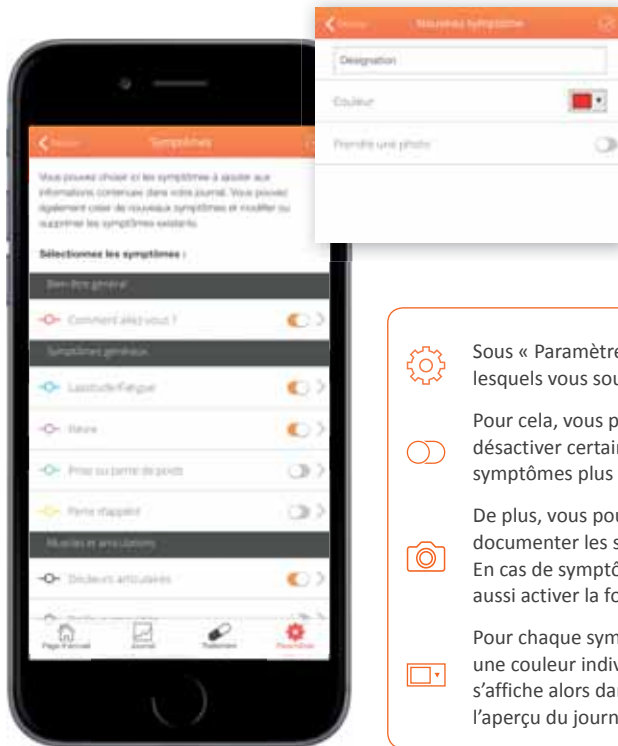 Retour Symptômes
Vous pouvez choisir ici les symptômes à ajouter aux
informations contenues dans votre journal. Vous pouvez
également créer de nouveaux symptômes et modifier ou
supprimer les symptômes existants.
Sélectionnez les symptômes :
Bien-être général
Comment allez-vous ?
Symptômes généraux
Lassitude/Fatigue
Fièvre
Prise ou perte de poids
Perte d'appétit
Muscles et articulations
Douleurs articulaires
Page d'accueil Journal Traitement Paramètres
Retour Nouveau symptôme
Désignation
Couleur
Prendre une photo
Sous « Paramètre
lesquels vous sou
Pour cela, vous p
désactiver certain
symptômes plus
De plus, vous pou
documenter les s
En cas de symptô
aussi activer la fo
Pour chaque sym
une couleur indiv
s’affiche alors dan
l’aperçu du journ